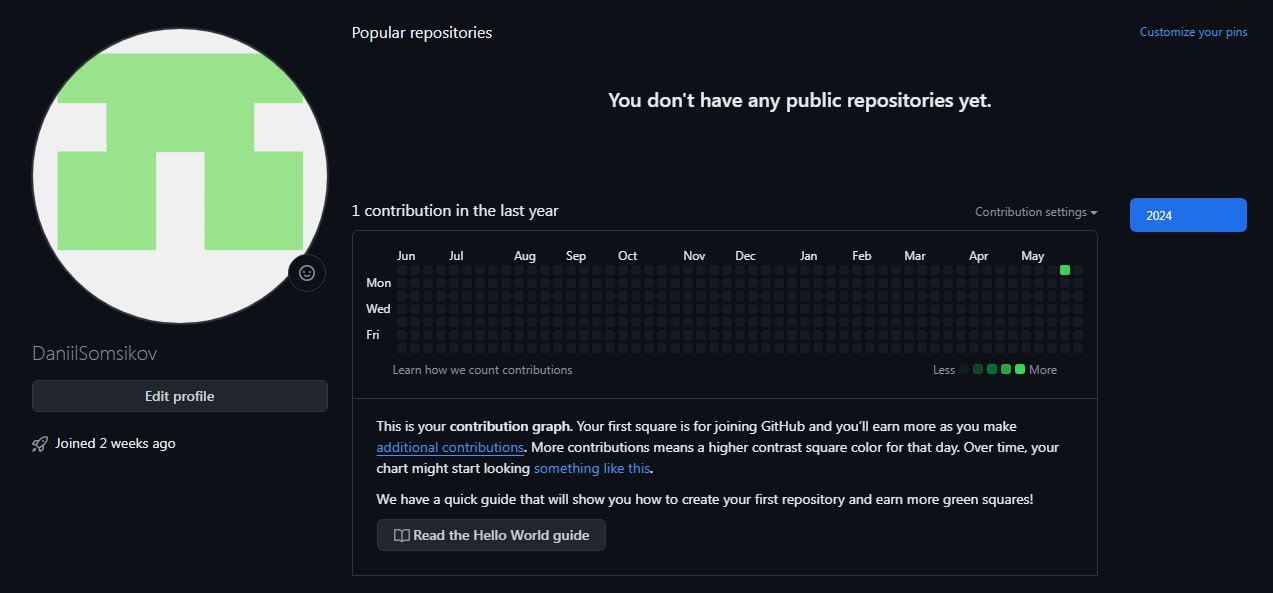 Popular repositories
Customize your pins
You don't have any public repositories yet.
1 contribution in the last year
Contribution settings
2024
Jun Jul Aug Sep Oct Nov Dec Jan Feb Mar Apr May
Mon
Wed
Fri
Learn how we count contributions
Less More
DaniilSomsikov
Edit profile
Joined 2 weeks ago
This is your contribution graph. Your first square is for joining GitHub and you'll earn more as you make
additional contributions. More contributions means a higher contrast square color for that day. Over time, your
chart might start looking something like this.
We have a quick guide that will show you how to create your first repository and earn more green squares!
Read the Hello World guide